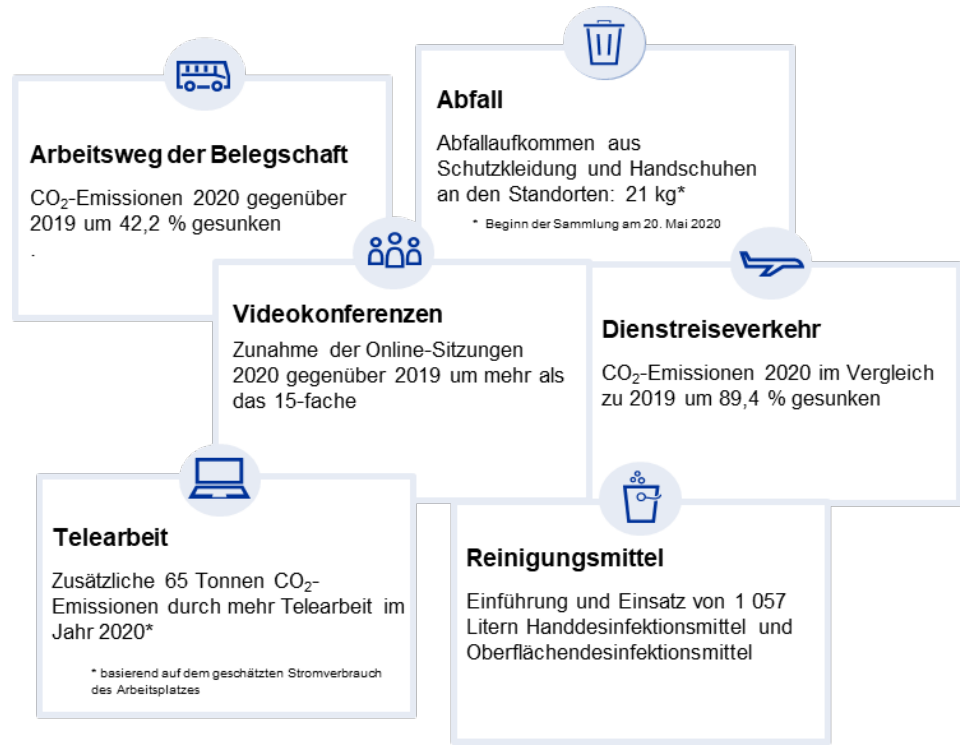 Arbeitsweg der Belegschaft
CO₂-Emissionen 2020 gegenüber
2019 um 42,2 % gesunken
.
Abfall
Abfallaufkommen aus
Schutzkleidung und Handschuhen
an den Standorten: 21 kg*
* Beginn der Sammlung am 20. Mai 2020
Videokonferenzen
Zunahme der Online-Sitzungen
2020 gegenüber 2019 um mehr als
das 15-fache
Dienstreiseverkehr
CO₂-Emissionen 2020 im Vergleich
zu 2019 um 89,4 % gesunken
Telearbeit
Zusätzliche 65 Tonnen CO₂-
Emissionen durch mehr Telearbeit im
Jahr 2020*
* basierend auf dem geschätzten Stromverbrauch
des Arbeitsplatzes
Reinigungsmittel
Einführung und Einsatz von 1 057
Litern Handdesinfektionsmittel und
Oberflächendesinfektionsmittel